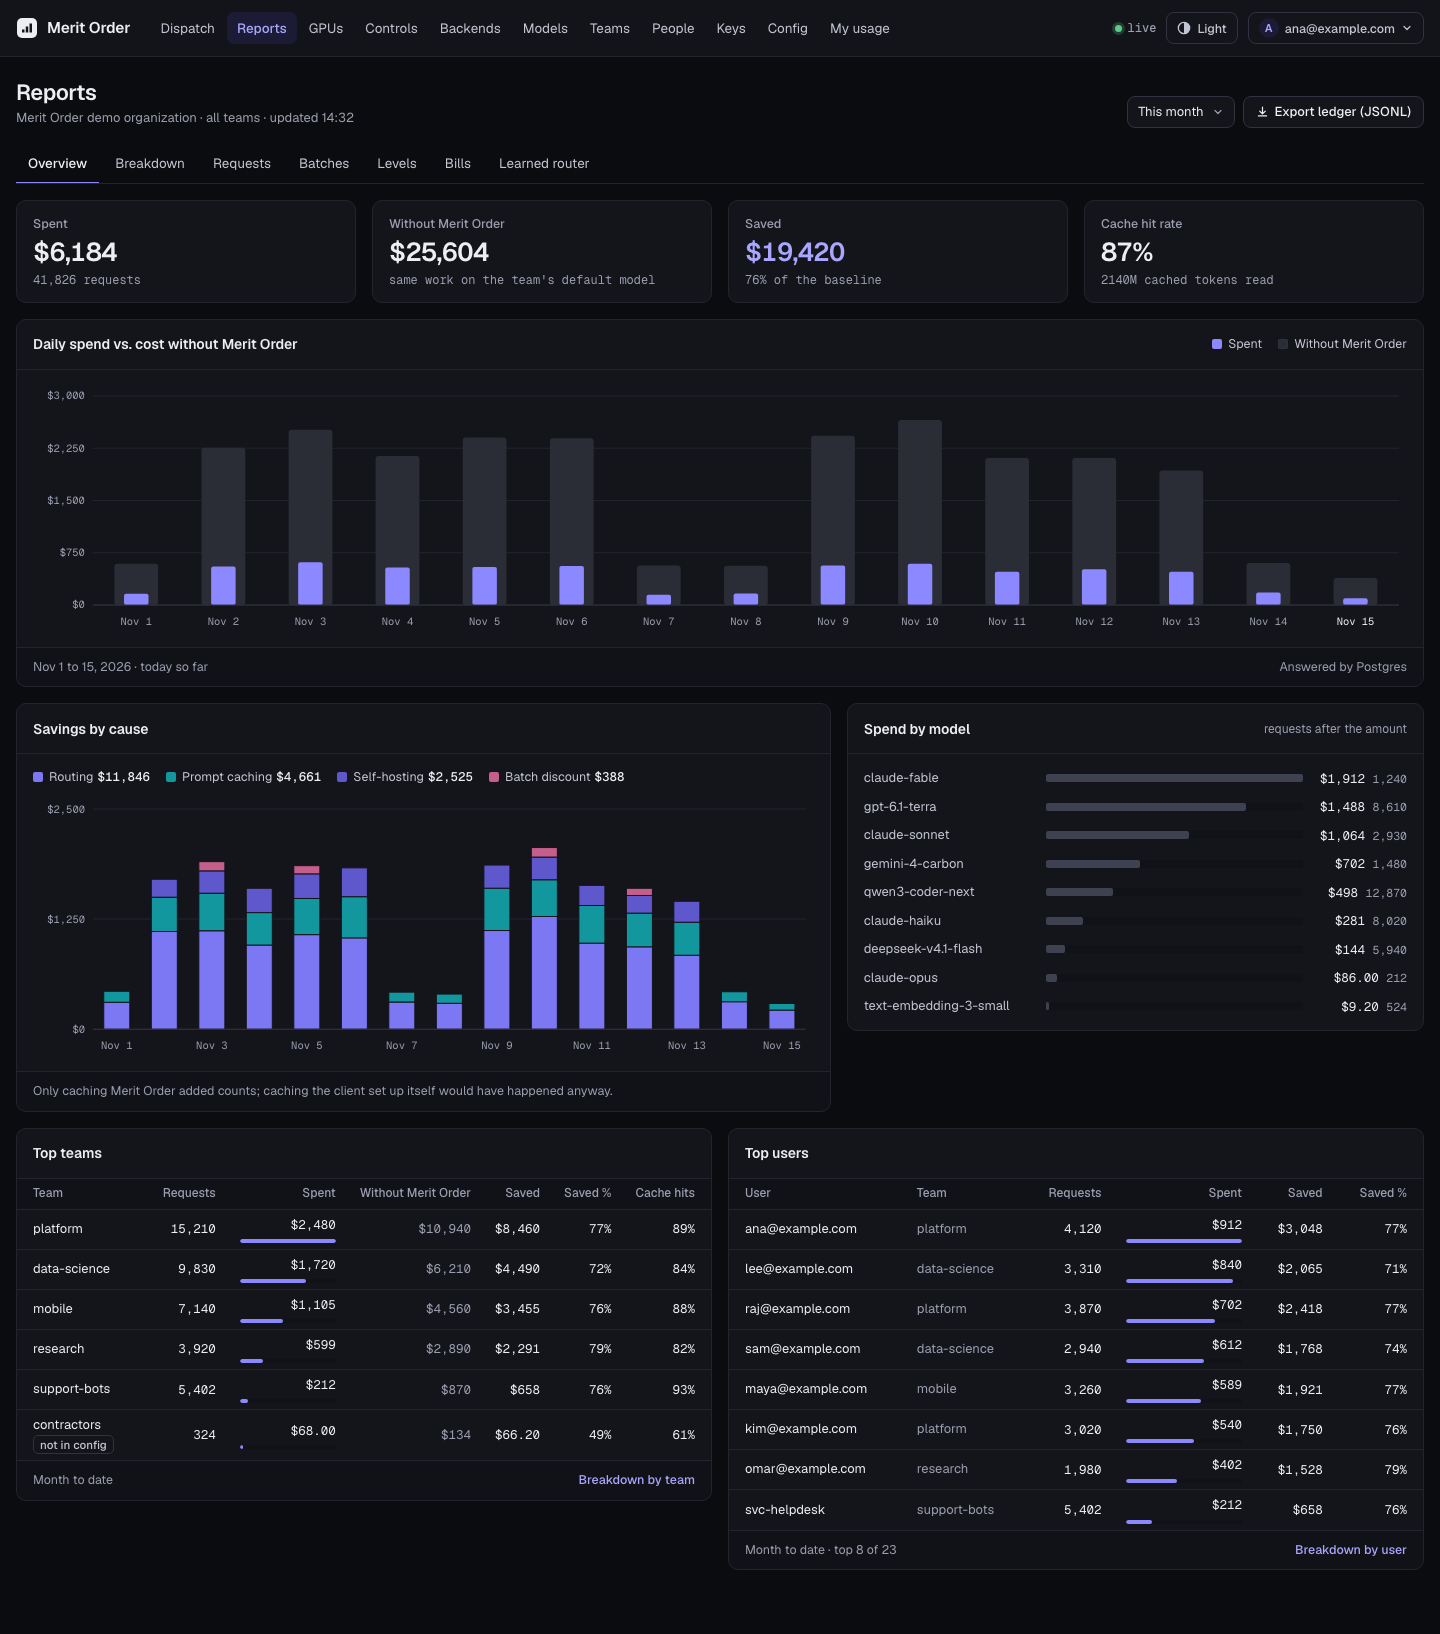 Merit Order Dispatch Reports GPUs Controls Backends Models Teams People Keys Config My usage live Light A ana@example.com
Reports
Merit Order demo organization · all teams · updated 14:32
This month Export ledger (JSONL)
Overview Breakdown Requests Batches Levels Bills Learned router
Spent
$6,184
41,826 requests
Without Merit Order
$25,604
same work on the team's default model
Saved
$19,420
76% of the baseline
Cache hit rate
87%
2140M cached tokens read
Daily spend vs. cost without Merit Order
Spent Without Merit Order
$3,000
$2,250
$1,500
$750
$0
Nov 1 Nov 2 Nov 3 Nov 4 Nov 5 Nov 6 Nov 7 Nov 8 Nov 9 Nov 10 Nov 11 Nov 12 Nov 13 Nov 14 Nov 15
Nov 1 to 15, 2026 · today so far
Answered by Postgres
Savings by cause
Routing $11,846 Prompt caching $4,661 Self-hosting $2,525 Batch discount $388
$2,500
$1,250
$0
Nov 1 Nov 3 Nov 5 Nov 7 Nov 9 Nov 11 Nov 13 Nov 15
Only caching Merit Order added counts; caching the client set up itself would have happened anyway.
Spend by model
requests after the amount
claude-fable $1,912 1,240
gpt-6.1-terra $1,488 8,610
claude-sonnet $1,064 2,930
gemini-4-carbon $702 1,480
qwen3-coder-next $498 12,870
claude-haiku $281 8,020
deepseek-v4.1-flash $144 5,940
claude-opus $86.00 212
text-embedding-3-small $9.20 524
Top teams
Team Requests Spent Without Merit Order Saved Saved % Cache hits
platform 15,210 $2,480 $10,940 $8,460 77% 89%
data-science 9,830 $1,720 $6,210 $4,490 72% 84%
mobile 7,140 $1,105 $4,560 $3,455 76% 88%
research 3,920 $599 $2,890 $2,291 79% 82%
support-bots 5,402 $212 $870 $658 76% 93%
contractors 324 $68.00 $134 $66.20 49% 61%
not in config
Month to date
Breakdown by team
Top users
User Team Requests Spent Saved Saved %
ana@example.com platform 4,120 $912 $3,048 77%
lee@example.com data-science 3,310 $840 $2,065 71%
raj@example.com platform 3,870 $702 $2,418 77%
sam@example.com data-science 2,940 $612 $1,768 74%
maya@example.com mobile 3,260 $589 $1,921 77%
kim@example.com platform 3,020 $540 $1,750 76%
omar@example.com research 1,980 $402 $1,528 79%
svc-helpdesk support-bots 5,402 $212 $658 76%
Month to date · top 8 of 23
Breakdown by user